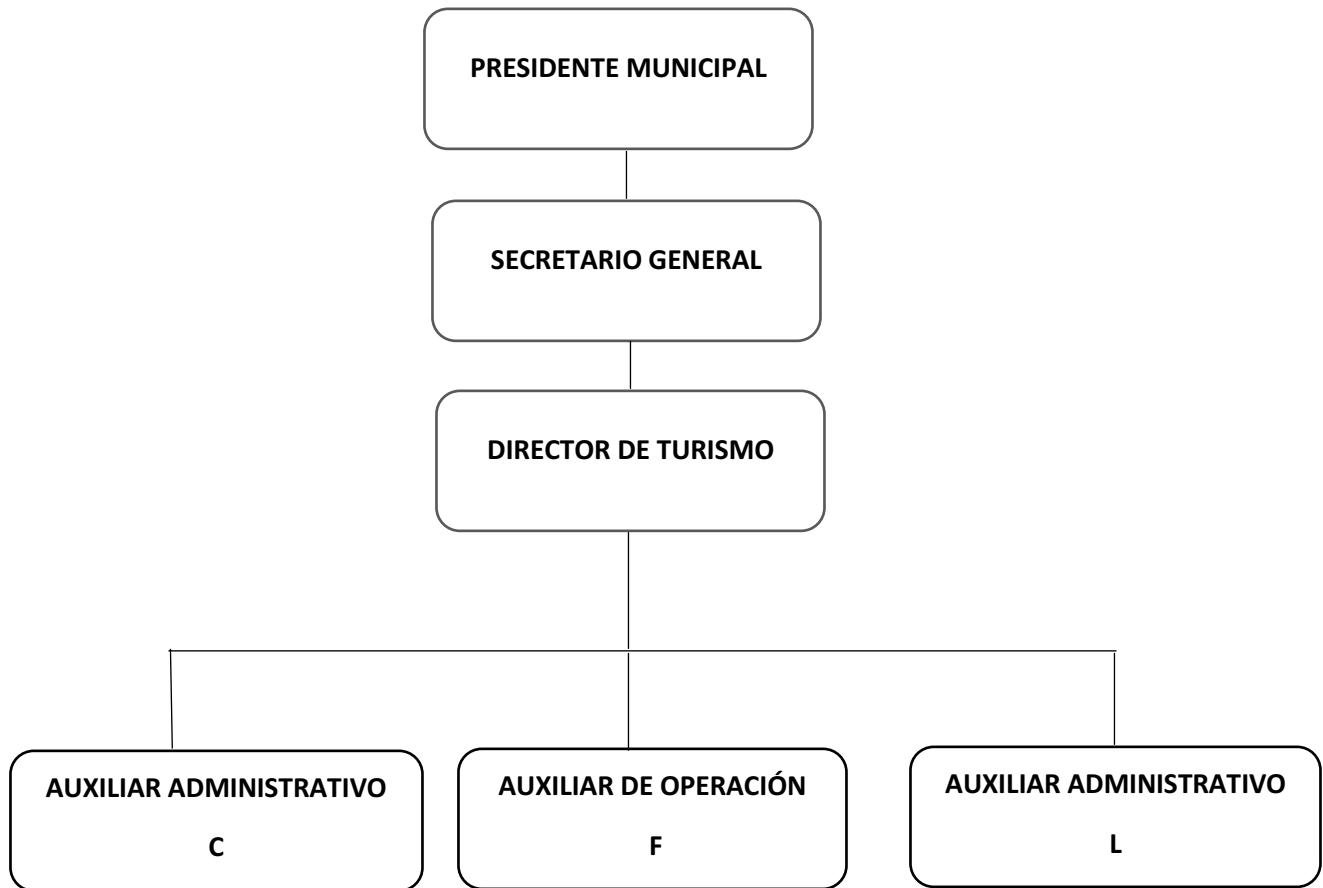 PRESIDENTE MUNICIPAL
SECRETARIO GENERAL
DIRECTOR DE TURISMO
AUXILIAR ADMINISTRATIVO
C
AUXILIAR DE OPERACIÓN
F
AUXILIAR ADMINISTRATIVO
L